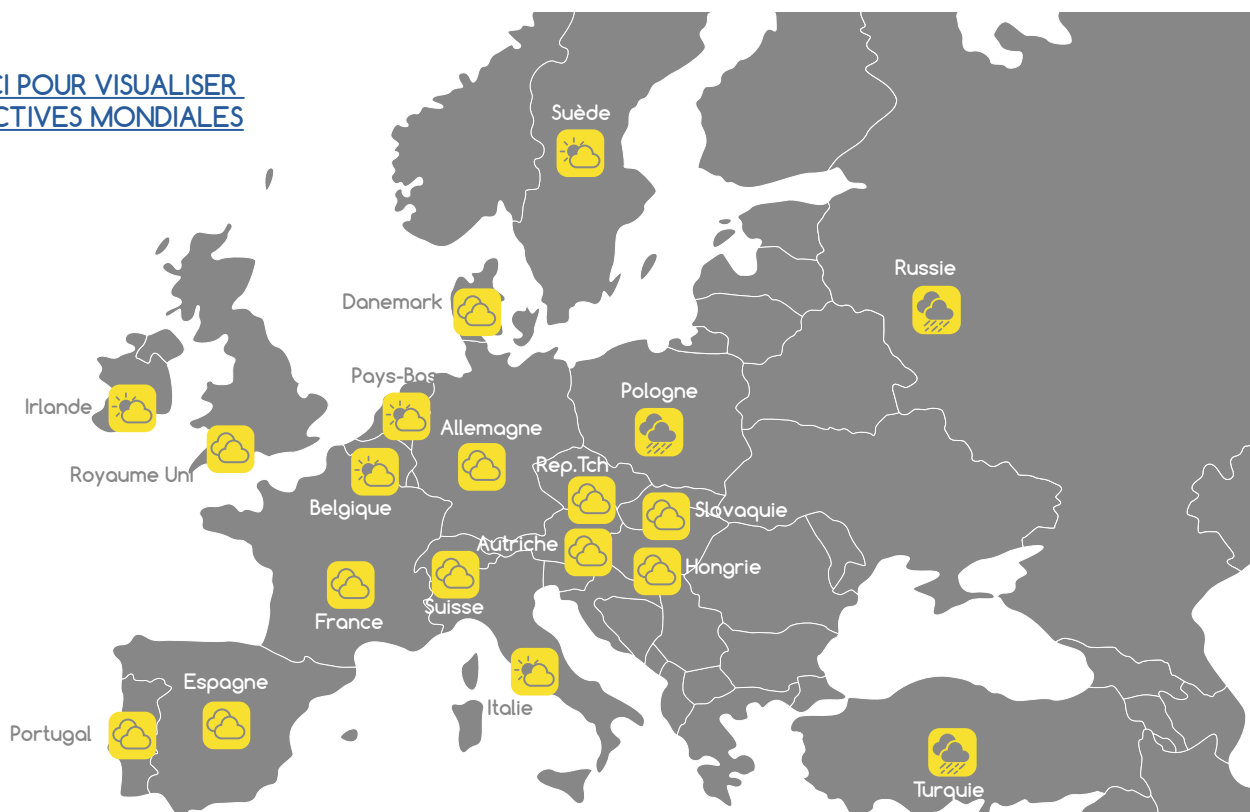 CI POUR VISUALISER
CTIVES MONDIALES
Suède
Russie
Danemark
Pays-Bas
Pologne
Irlande
Allemagne
Rep.Tch
Royaume Uni
Belgique
Slovaquie
Autriche
Hongrie
Suisse
France
Espagne
Italie
Portugal
Turquie